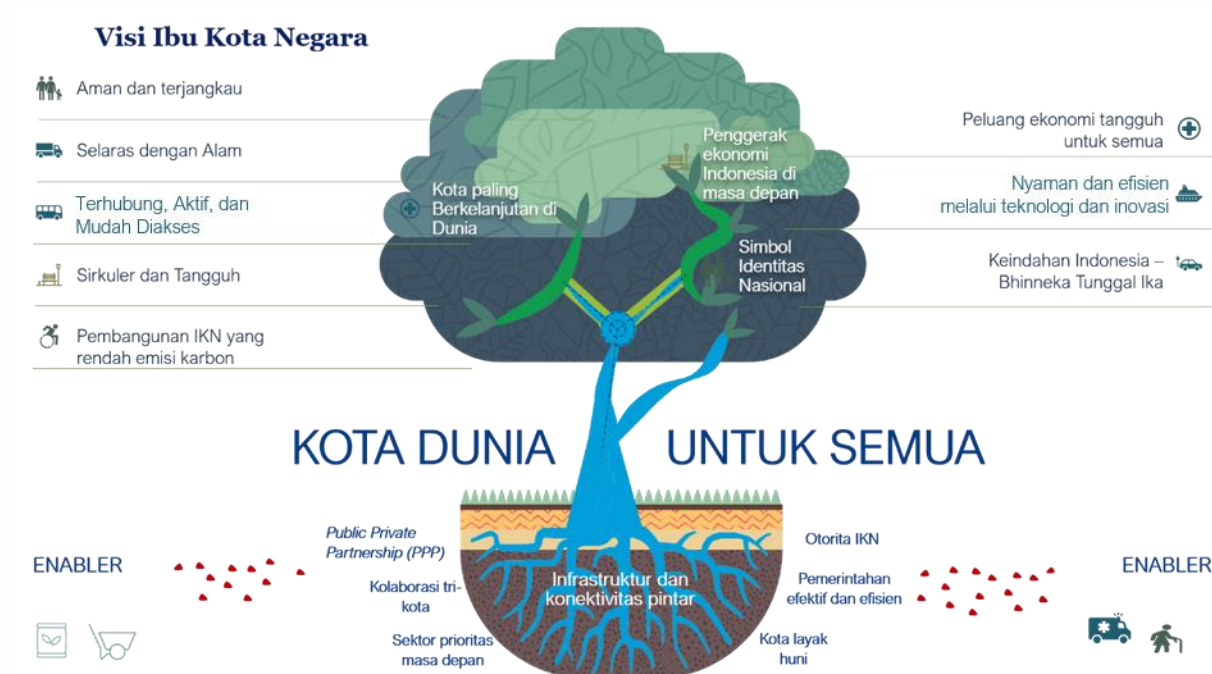 Visi Ibu Kota Negara
Aman dan terjangkau
Selaras dengan Alam
Terhubung, Aktif, dan
Mudah Diakses
Sirkuler dan Tangguh
Pembangunan IKN yang
rendah emisi karbon
Kota paling
Berkelanjutan di
Dunia
Penggerak
ekonomi
Indonesia di
masa depan
Simbol
Identitas
Nasional
Peluang ekonomi tangguh
untuk semua
Nyaman dan efisien
melalui teknologi dan inovasi
Keindahan Indonesia –
Bhinneka Tunggal Ika
KOTA DUNIA UNTUK SEMUA
ENABLER
Public Private
Partnership (PPP)
Kolaborasi tri-
kota
Sektor prioritas
masa depan
Infrastruktur dan
konektivitas pintar
Otorita IKN
Pemerintahan
efektif dan efisien
Kota layak
huni
ENABLER